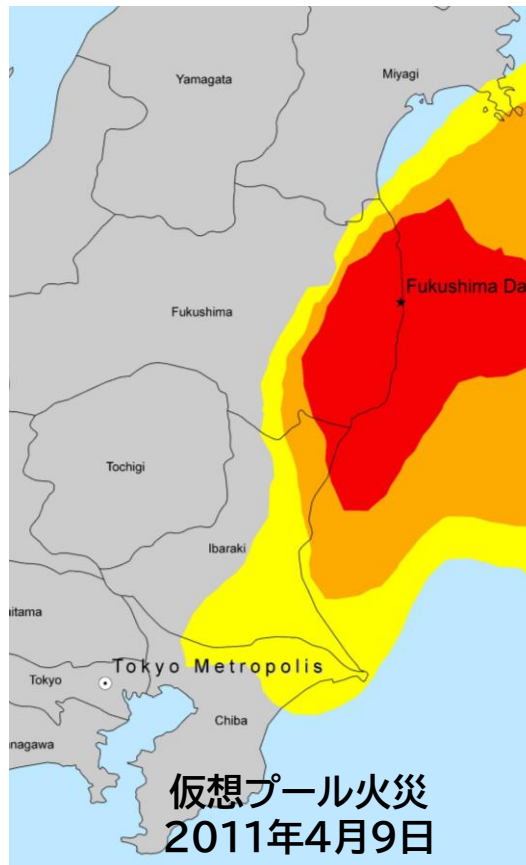 Yamagata
Miyagi
Fukushima Da
Fukushima
Tochigi
Ibaraki
aitama
Tokyo Metropolis
Tokyo
Chiba
nagawa
仮想プール火災
2011年4月9日